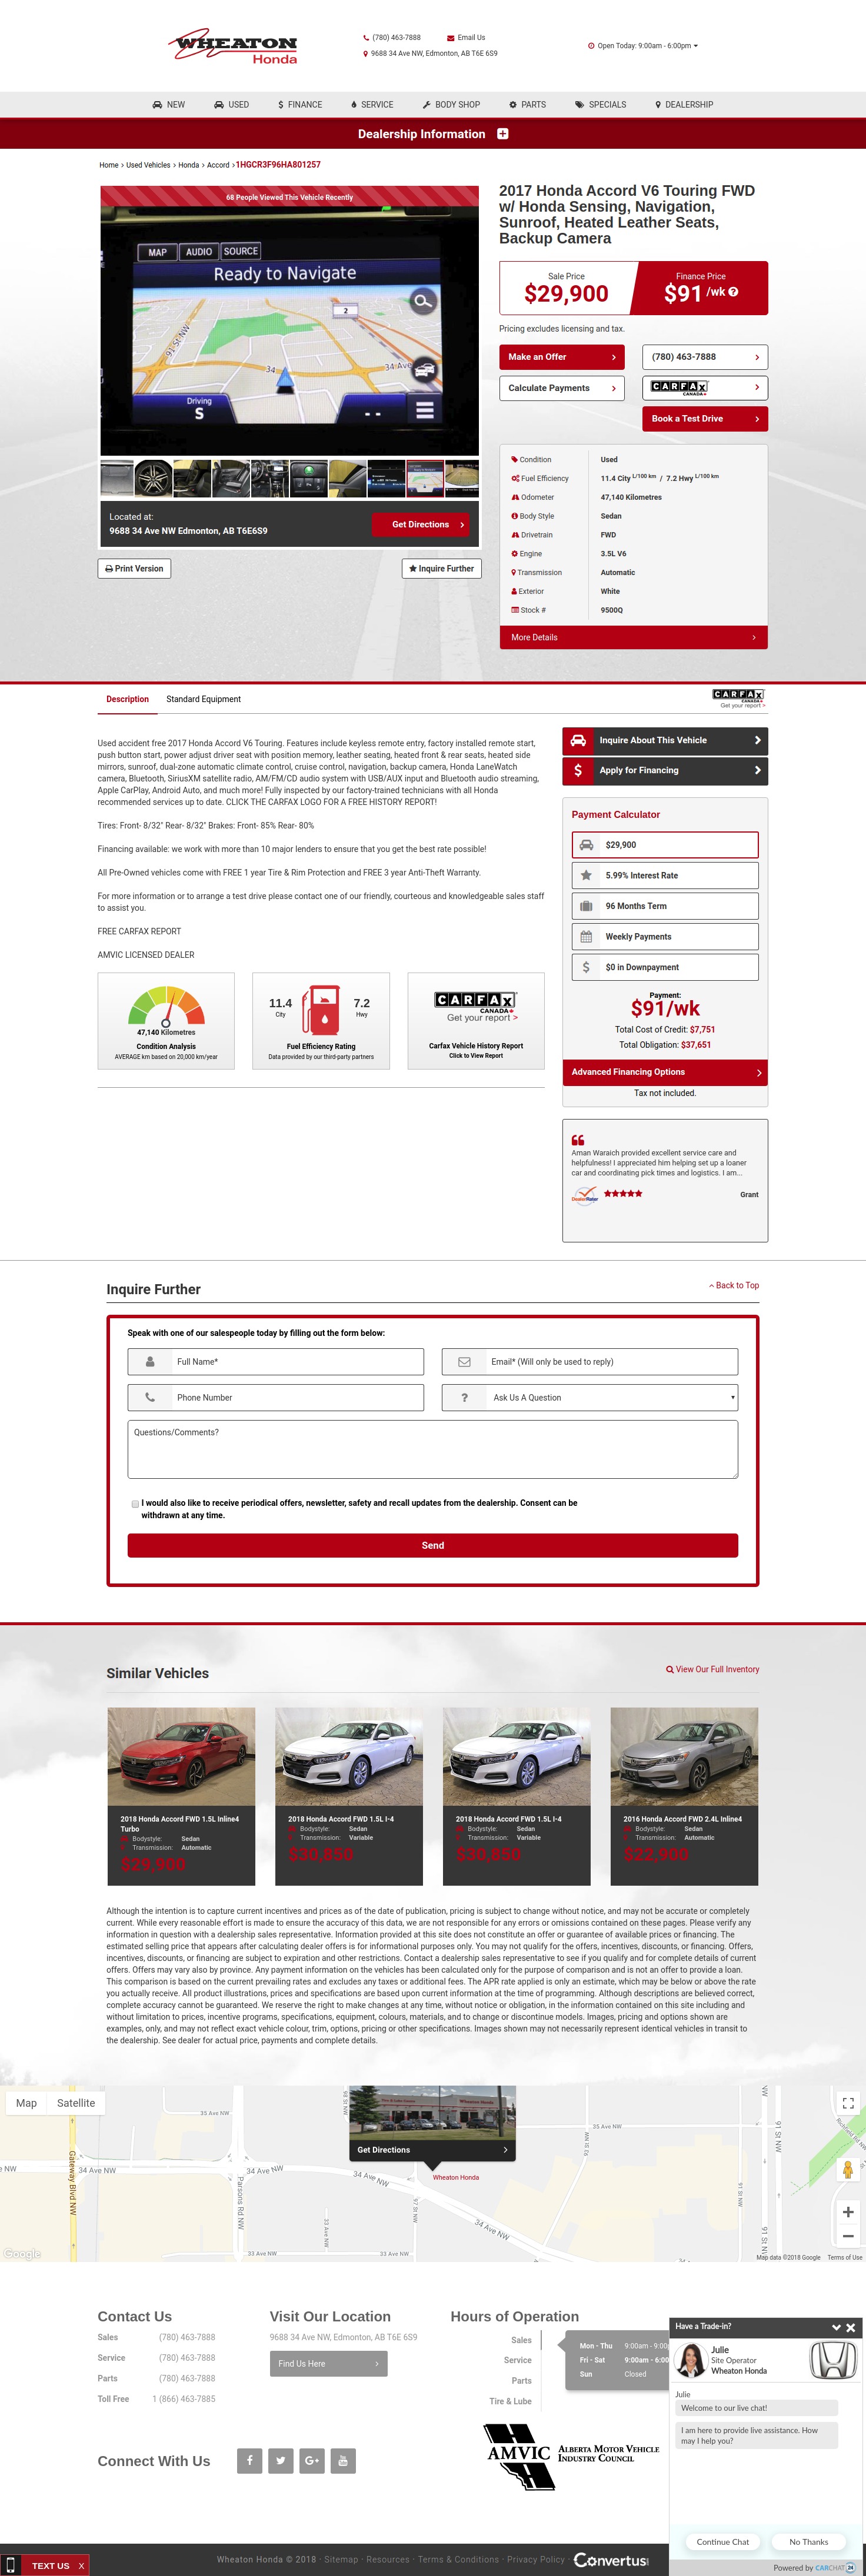 WHEATON
Honda
(780) 463-7888
Email Us
9688 34 Ave NW, Edmonton, AB T6E 6S9
Open Today: 9:00am - 6:00pm
NEW
USED
FINANCE
SERVICE
BODY SHOP
PARTS
SPECIALS
DEALERSHIP
Dealership Information
Home > Used Vehicles > Honda > Accord >1HGCR3F96HA801257
68 People Viewed This Vehicle Recently
MAP
AUDIO
SOURCE
Ready to Navigate
2
91 St NW
34
34 Ave
Driving
S
--
Located at:
9688 34 Ave NW Edmonton, AB T6E6S9
Get Directions
Print Version
Inquire Further
2017 Honda Accord V6 Touring FWD
w/ Honda Sensing, Navigation,
Sunroof, Heated Leather Seats,
Backup Camera
Sale Price
$29,900
Finance Price
$91 /wk
Pricing excludes licensing and tax.
Make an Offer
(780) 463-7888
Calculate Payments
CARFAX CANADA
Book a Test Drive
Condition Used
Fuel Efficiency 11.4 City L/100 km / 7.2 Hwy L/100 km
Odometer 47,140 Kilometres
Body Style Sedan
Drivetrain FWD
Engine 3.5L V6
Transmission Automatic
Exterior White
Stock # 9500Q
More Details
Description
Standard Equipment
CARFAX
CANADA
Get your report >
Used accident free 2017 Honda Accord V6 Touring. Features include keyless remote entry, factory installed remote start,
push button start, power adjust driver seat with position memory, leather seating, heated front & rear seats, heated side
mirrors, sunroof, dual-zone automatic climate control, cruise control, navigation, backup camera, Honda LaneWatch
camera, Bluetooth, SiriusXM satellite radio, AM/FM/CD audio system with USB/AUX input and Bluetooth audio streaming,
Apple CarPlay, Android Auto, and much more! Fully inspected by our factory-trained technicians with all Honda
recommended services up to date. CLICK THE CARFAX LOGO FOR A FREE HISTORY REPORT!
Tires: Front- 8/32" Rear- 8/32" Brakes: Front- 85% Rear- 80%
Financing available: we work with more than 10 major lenders to ensure that you get the best rate possible!
All Pre-Owned vehicles come with FREE 1 year Tire & Rim Protection and FREE 3 year Anti-Theft Warranty.
For more information or to arrange a test drive please contact one of our friendly, courteous and knowledgeable sales staff
to assist you.
FREE CARFAX REPORT
AMVIC LICENSED DEALER
47,140 Kilometres
Condition Analysis
AVERAGE km based on 20,000 km/year
11.4
City
7.2
Hwy
Fuel Efficiency Rating
Data provided by our third-party partners
CARFAX
CANADA
Get your report >
Carfax Vehicle History Report
Click to View Report
Inquire About This Vehicle
Apply for Financing
Payment Calculator
$29,900
5.99% Interest Rate
96 Months Term
Weekly Payments
$0 in Downpayment
Payment:
$91/wk
Total Cost of Credit: $7,751
Total Obligation: $37,651
Advanced Financing Options
Tax not included.
Aman Waraich provided excellent service care and
helpfulness! I appreciated him helping set up a loaner
car and coordinating pick times and logistics. I am...
DealerRater
Grant
Inquire Further
Back to Top
Speak with one of our salespeople today by filling out the form below:
Full Name*
Email* (Will only be used to reply)
Phone Number
Ask Us A Question
Questions/Comments?
I would also like to receive periodical offers, newsletter, safety and recall updates from the dealership. Consent can be
withdrawn at any time.
Send
Similar Vehicles
View Our Full Inventory
2018 Honda Accord FWD 1.5L Inline4
Turbo
Bodystyle: Sedan
Transmission: Automatic
$29,900
2018 Honda Accord FWD 1.5L I-4
Bodystyle: Sedan
Transmission: Variable
$30,850
2018 Honda Accord FWD 1.5L I-4
Bodystyle: Sedan
Transmission: Variable
$30,850
2016 Honda Accord FWD 2.4L Inline4
Bodystyle: Sedan
Transmission: Automatic
$22,900
Although the intention is to capture current incentives and prices as of the date of publication, pricing is subject to change without notice, and may not be accurate or completely
current. While every reasonable effort is made to ensure the accuracy of this data, we are not responsible for any errors or omissions contained on these pages. Please verify any
information in question with a dealership sales representative. Information provided at this site does not constitute an offer or guarantee of available prices or financing. The
estimated selling price that appears after calculating dealer offers is for informational purposes only. You may not qualify for the offers, incentives, discounts, or financing. Offers,
incentives, discounts, or financing are subject to expiration and other restrictions. Contact a dealership sales representative to see if you qualify and for complete details of current
offers. Offers may vary also by province. Any payment information on the vehicles has been calculated only for the purpose of comparison and is not an offer to provide a loan.
This comparison is based on the current prevailing rates and excludes any taxes or additional fees. The APR rate applied is only an estimate, which may be below or above the rate
you actually receive. All product illustrations, prices and specifications are based upon current information at the time of programming. Although descriptions are believed correct,
complete accuracy cannot be guaranteed. We reserve the right to make changes at any time, without notice or obligation, in the information contained on this site including and
without limitation to prices, incentive programs, specifications, equipment, colours, materials, and to change or discontinue models. Images, pricing and options shown are
examples, only, and may not reflect exact vehicle colour, trim, options, pricing or other specifications. Images shown may not necessarily represent identical vehicles in transit to
the dealership. See dealer for actual price, payments and complete details.
Map
Satellite
35 Ave NW
35 Ave NW
34 Ave NW
34 Ave NW
34 Ave NW
34 Ave NW
33 Ave NW
33 Ave NW
33 Ave NW
Gateway Blvd NW
Parsons Rd NW
98 St NW
97 St NW
92 St NW
91 St NW
91 St NW
91 St NW
Get Directions
Wheaton Honda
Google
Map data ©2018 Google
Terms of Use
Contact Us
Sales (780) 463-7888
Service (780) 463-7888
Parts (780) 463-7888
Toll Free 1 (866) 463-7885
Visit Our Location
9688 34 Ave NW, Edmonton, AB T6E 6S9
Find Us Here
Hours of Operation
Sales
Service
Parts
Tire & Lube
Mon - Thu 9:00am - 9:00p
Fri - Sat 9:00am - 6:00
Sun Closed
Connect With Us
AMVIC
ALBERTA MOTOR VEHICLE
INDUSTRY COUNCIL
Have a Trade-in?
Julie
Site Operator
Wheaton Honda
Julie
Welcome to our live chat!
I am here to provide live assistance. How
may I help you?
Continue Chat
No Thanks
Powered by CARCHAT 24
TEXT US X
Wheaton Honda © 2018 · Sitemap · Resources · Terms & Conditions · Privacy Policy ·
Convertus